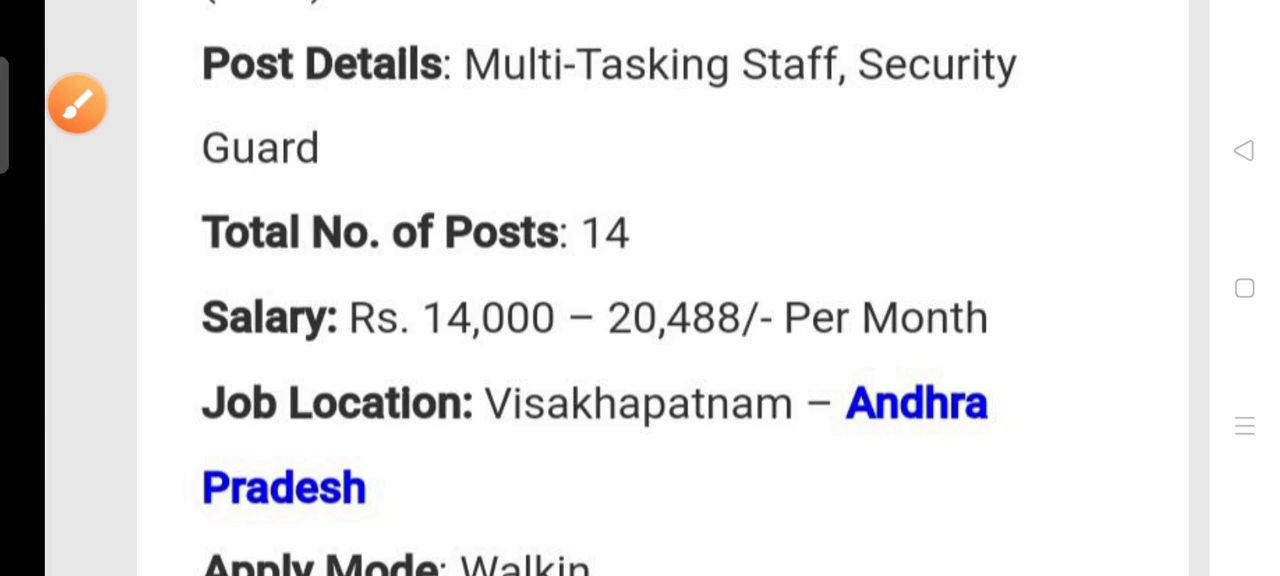 Post Details: Multi-Tasking Staff, Security
Guard
Total No. of Posts: 14
Salary: Rs. 14,000 – 20,488/- Per Month
Job Location: Visakhapatnam – Andhra
Pradesh
Apply Mode: Walkin